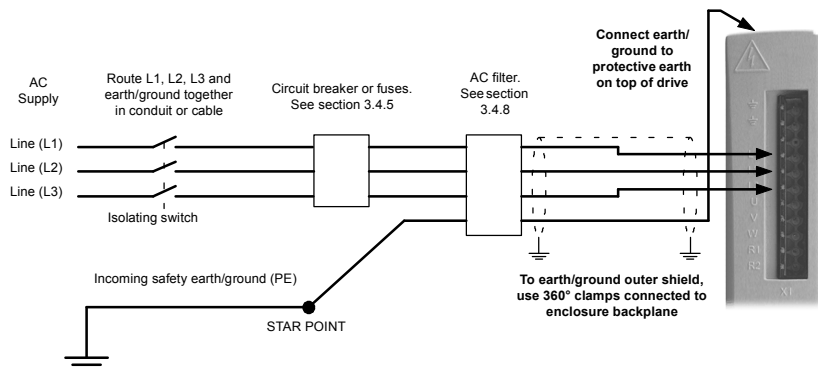 AC
Supply
Route L1, L2, L3 and
earth/ground together
in conduit or cable
Circuit breaker or fuses.
See section 3.4.5
AC filter.
See section
3.4.8
Connect earth/
ground to
protective earth
on top of drive
Line (L1)
Line (L2)
Line (L3)
Isolating switch
Incoming safety earth/ground (PE)
STAR POINT
To earth/ground outer shield,
use 360° clamps connected to
enclosure backplane
U
V
W
R1
R2
X1